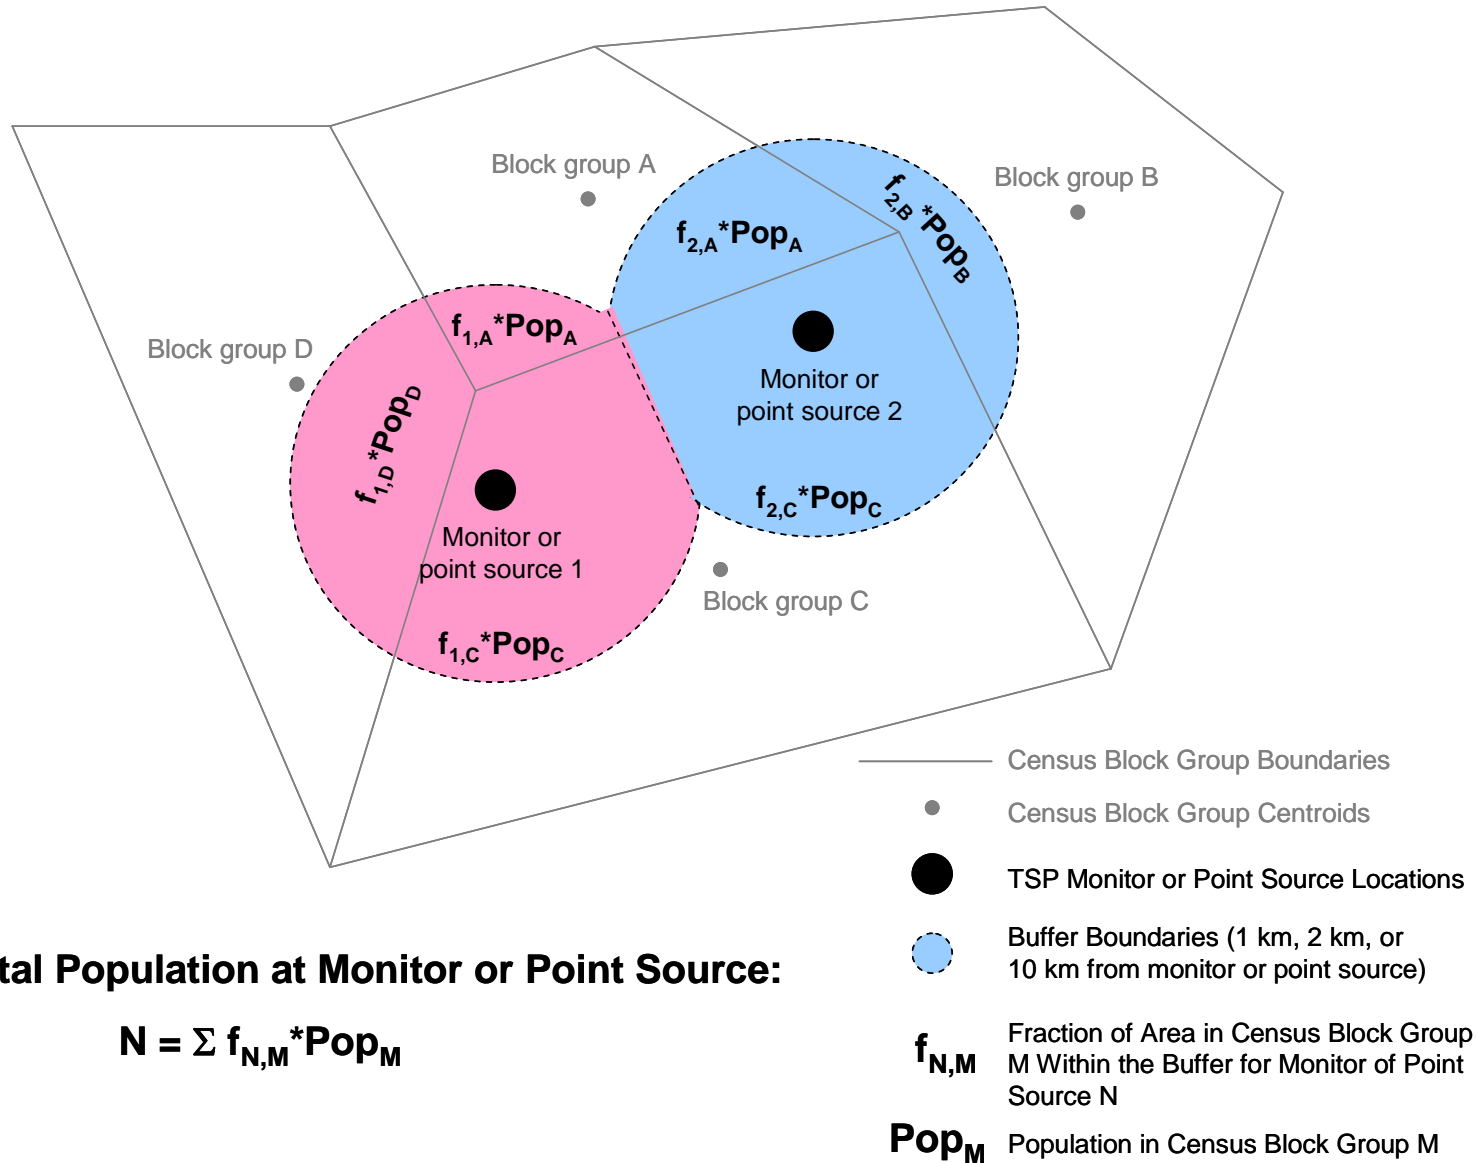 Block group A
Block group B
f2,A*PopA
f2,B*PopB
Block group D
f1,A*PopA
Monitor or
point source 2
f1,D*PopD
f2,C*PopC
Monitor or
point source 1
Block group C
f1,C*PopC
Census Block Group Boundaries
Census Block Group Centroids
TSP Monitor or Point Source Locations
Buffer Boundaries (1 km, 2 km, or
10 km from monitor or point source)
tal Population at Monitor or Point Source:
N = Σ fN,M*PopM
fN,M
Fraction of Area in Census Block Group
M Within the Buffer for Monitor of Point
Source N
PopM Population in Census Block Group M